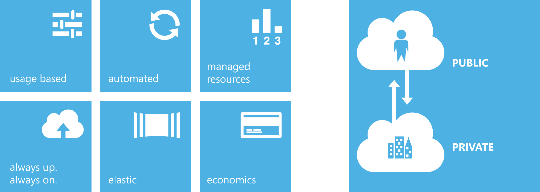 1 2 3
usage based
automated
managed
resources
always up.
always on.
elastic
economics
PUBLIC
PRIVATE